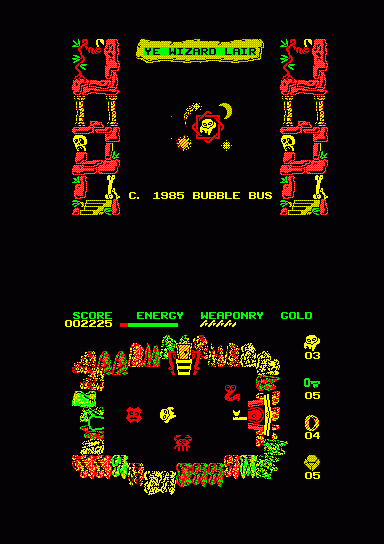 YE WIZARD LAIR
C. 1985 BUBBLE BUS
SCORE ENERGY WEAPONRY GOLD
002225
03
05
04
05